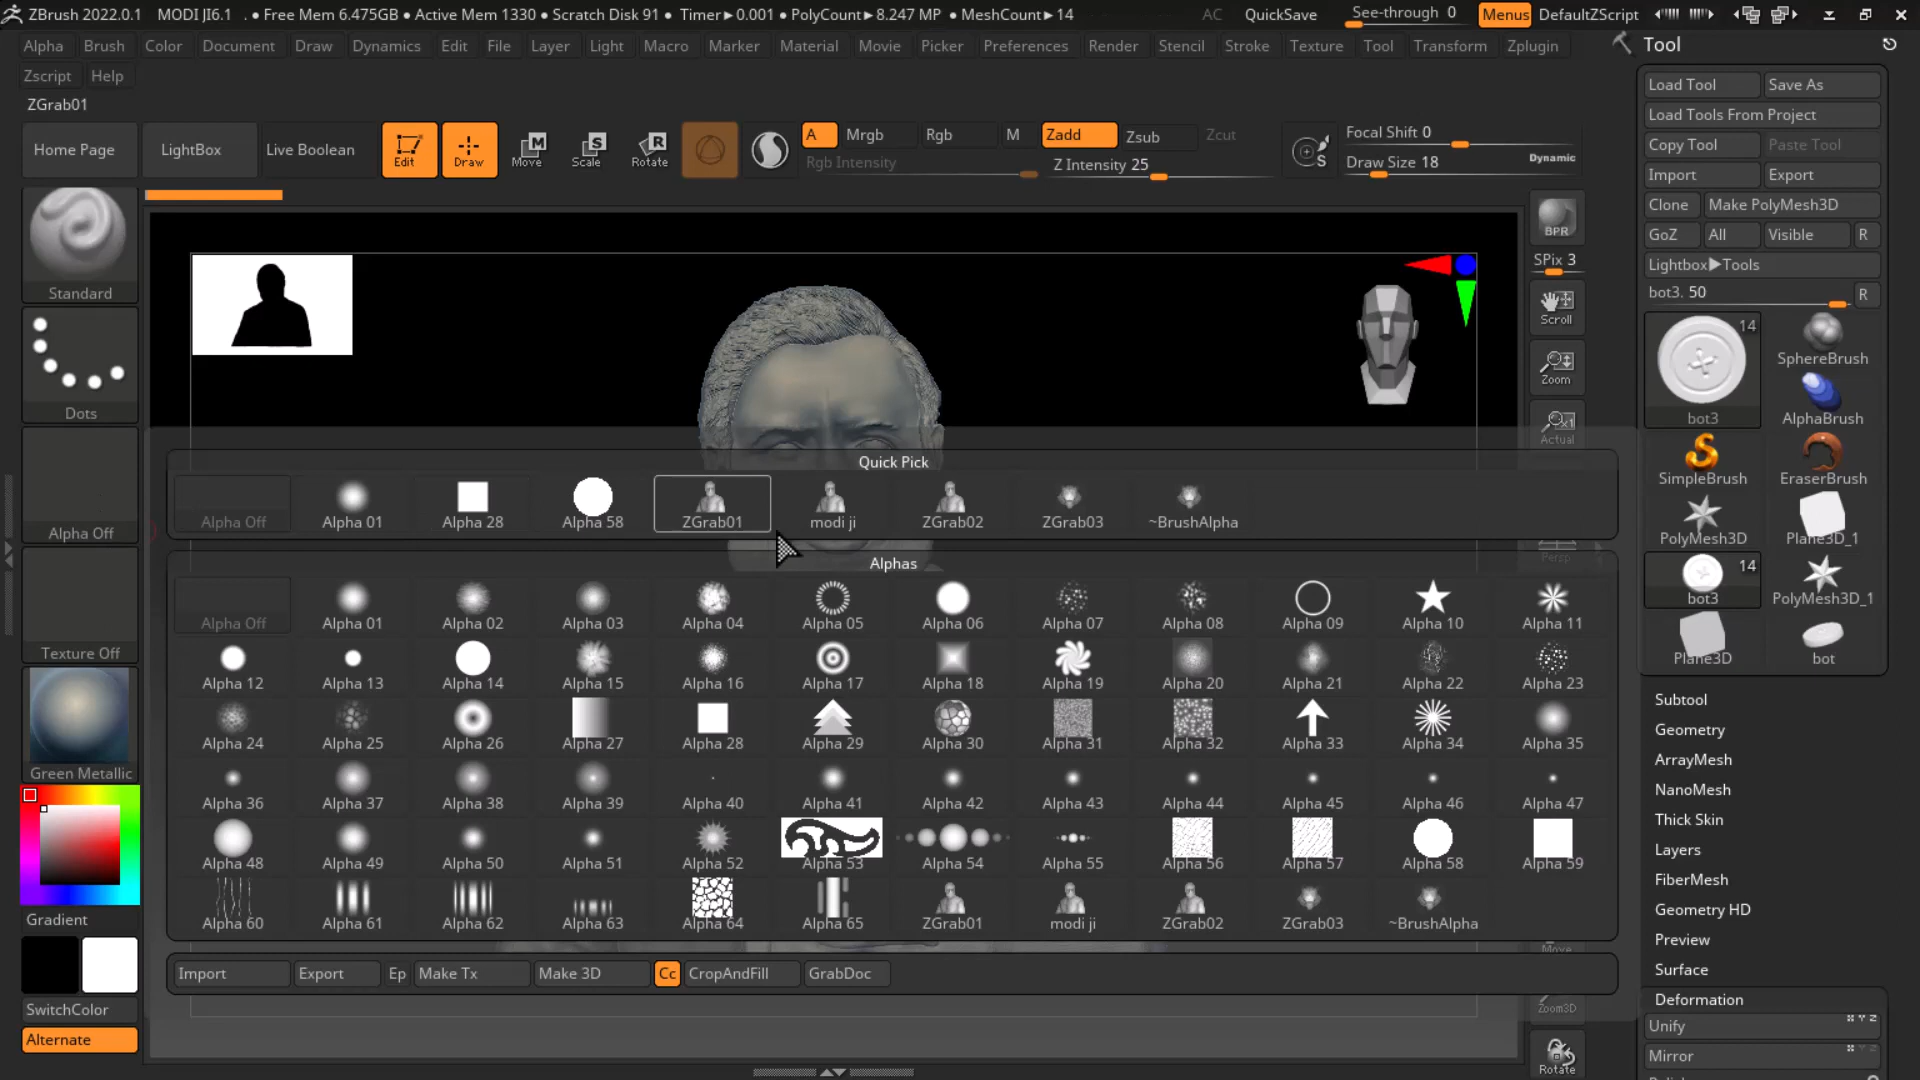 ZBrush 2022.0.1 MODI JI6.1 . • Free Mem 6.475GB • Active Mem 1330 • Scratch Disk 91 • Timer►0.001 • PolyCount►8.247 MP • MeshCount►14 AC QuickSave See-through 0 Menus DefaultZScript
Alpha Brush Color Document Draw Dynamics Edit File Layer Light Macro Marker Material Movie Picker Preferences Render Stencil Stroke Texture Tool Transform Zplugin
Zscript Help
ZGrab01
Home Page LightBox Live Boolean Edit Draw Move Scale Rotate A Mrgb Rgb M Zadd Zsub Zcut Focal Shift 0
Rgb Intensity Z Intensity 25 Draw Size 18 Dynamic
Standard
Dots
Alpha Off
Texture Off
Green Metallic
Gradient
SwitchColor
Alternate
Quick Pick
Alpha Off Alpha 01 Alpha 28 Alpha 58 ZGrab01 modi ji ZGrab02 ZGrab03 ~BrushAlpha
Alphas
Alpha Off Alpha 01 Alpha 02 Alpha 03 Alpha 04 Alpha 05 Alpha 06 Alpha 07 Alpha 08 Alpha 09 Alpha 10 Alpha 11
Alpha 12 Alpha 13 Alpha 14 Alpha 15 Alpha 16 Alpha 17 Alpha 18 Alpha 19 Alpha 20 Alpha 21 Alpha 22 Alpha 23
Alpha 24 Alpha 25 Alpha 26 Alpha 27 Alpha 28 Alpha 29 Alpha 30 Alpha 31 Alpha 32 Alpha 33 Alpha 34 Alpha 35
Alpha 36 Alpha 37 Alpha 38 Alpha 39 Alpha 40 Alpha 41 Alpha 42 Alpha 43 Alpha 44 Alpha 45 Alpha 46 Alpha 47
Alpha 48 Alpha 49 Alpha 50 Alpha 51 Alpha 52 Alpha 53 Alpha 54 Alpha 55 Alpha 56 Alpha 57 Alpha 58 Alpha 59
Alpha 60 Alpha 61 Alpha 62 Alpha 63 Alpha 64 Alpha 65 ZGrab01 modi ji ZGrab02 ZGrab03 ~BrushAlpha
Import Export Ep Make Tx Make 3D Cc CropAndFill GrabDoc
BPR
SPix 3
Scroll
Zoom
Actual
Persp
Move
Zoom3D
Rotate
Tool
Load Tool Save As
Load Tools From Project
Copy Tool Paste Tool
Import Export
Clone Make PolyMesh3D
GoZ All Visible R
Lightbox►Tools
bot3. 50 R
14
bot3 SphereBrush
AlphaBrush
SimpleBrush EraserBrush
PolyMesh3D Plane3D_1
14
bot3 PolyMesh3D_1
Plane3D bot
Subtool
Geometry
ArrayMesh
NanoMesh
Thick Skin
Layers
FiberMesh
Geometry HD
Preview
Surface
Deformation
Unify
Mirror